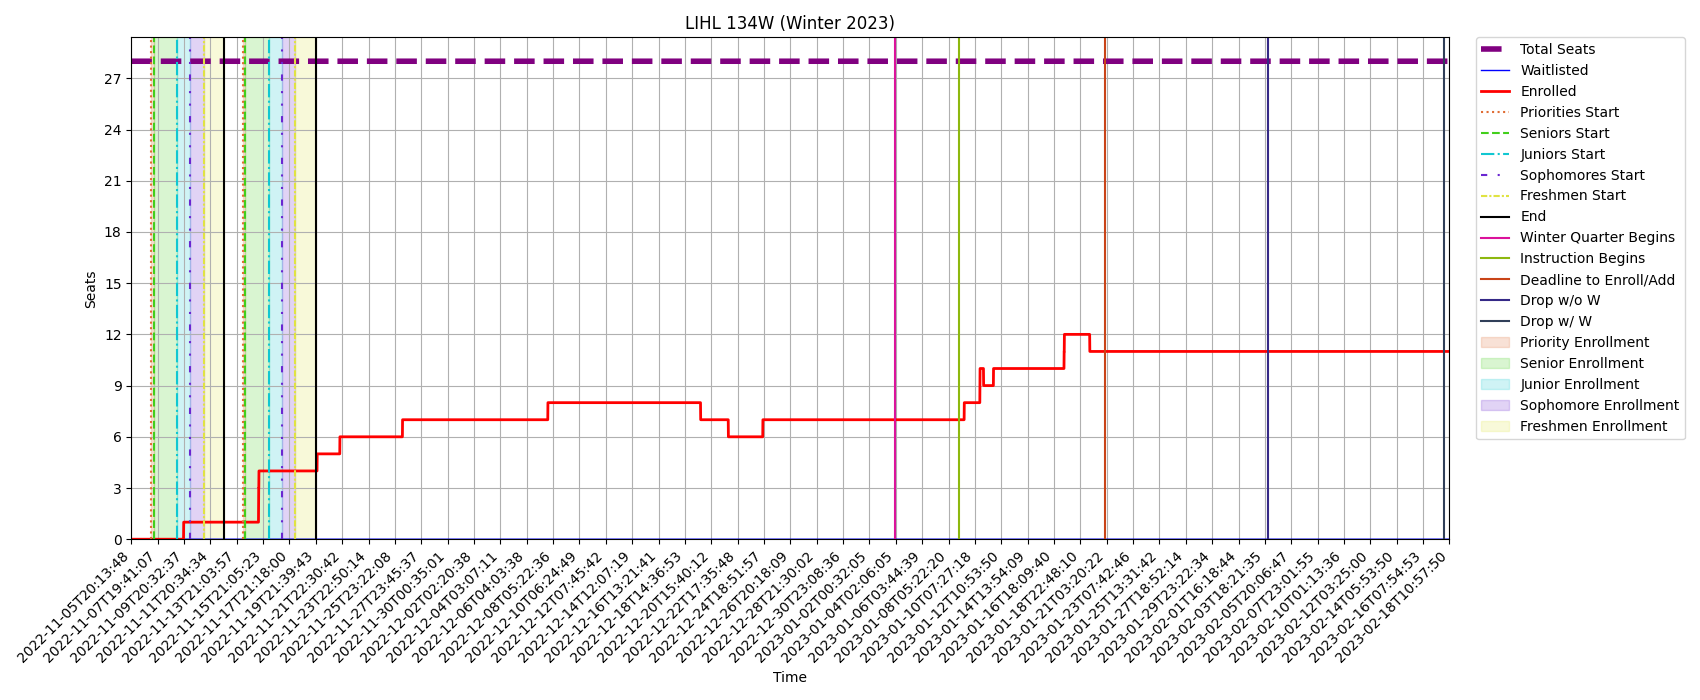 LIHL 134W (Winter 2023)
Seats
27
24
21
18
15
12
9
6
3
0
2022-11-05T20:13:48
2022-11-07T19:41:07
2022-11-09T20:32:37
2022-11-11T20:34:34
2022-11-13T21:03:57
2022-11-15T21:05:23
2022-11-17T21:18:00
2022-11-19T21:39:43
2022-11-21T22:30:42
2022-11-23T22:50:14
2022-11-25T23:22:08
2022-11-27T23:45:37
2022-11-30T00:35:01
2022-12-02T02:20:38
2022-12-04T03:07:11
2022-12-06T04:03:38
2022-12-08T05:22:36
2022-12-10T06:24:49
2022-12-12T07:45:42
2022-12-14T12:07:19
2022-12-16T13:21:41
2022-12-18T14:36:53
2022-12-20T15:40:12
2022-12-22T17:35:48
2022-12-24T18:51:57
2022-12-26T20:18:09
2022-12-28T21:30:02
2022-12-30T23:08:36
2023-01-02T00:32:05
2023-01-04T02:06:05
2023-01-06T03:44:39
2023-01-08T05:22:20
2023-01-10T07:27:18
2023-01-12T10:53:50
2023-01-14T13:54:09
2023-01-16T18:09:40
2023-01-18T22:48:10
2023-01-21T03:20:22
2023-01-23T07:42:46
2023-01-25T13:31:42
2023-01-27T18:52:14
2023-01-29T23:22:34
2023-02-01T16:18:44
2023-02-03T18:21:35
2023-02-05T20:06:47
2023-02-07T23:01:55
2023-02-10T01:13:36
2023-02-12T03:25:00
2023-02-14T05:53:50
2023-02-16T07:54:53
2023-02-18T10:57:50
Time
Total Seats
Waitlisted
Enrolled
Priorities Start
Seniors Start
Juniors Start
Sophomores Start
Freshmen Start
End
Winter Quarter Begins
Instruction Begins
Deadline to Enroll/Add
Drop w/o W
Drop w/ W
Priority Enrollment
Senior Enrollment
Junior Enrollment
Sophomore Enrollment
Freshmen Enrollment